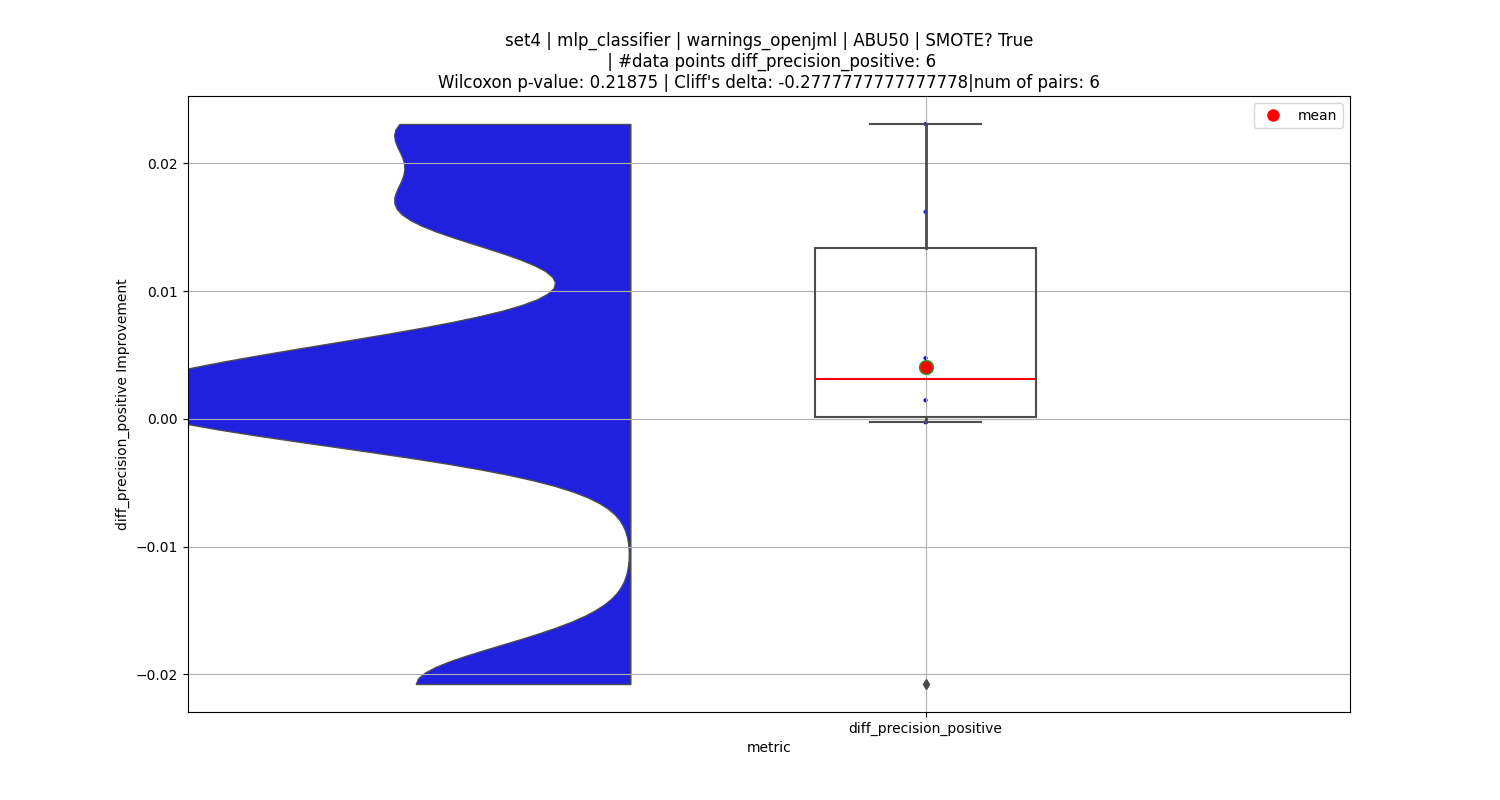 set4 | mlp_classifier | warnings_openjml | ABU50 | SMOTE? True
| #data points diff_precision_positive: 6
Wilcoxon p-value: 0.21875 | Cliff's delta: -0.2777777777777778|num of pairs: 6
mean
0.02
0.01
0.00
−0.01
−0.02
diff_precision_positive Improvement
diff_precision_positive
metric